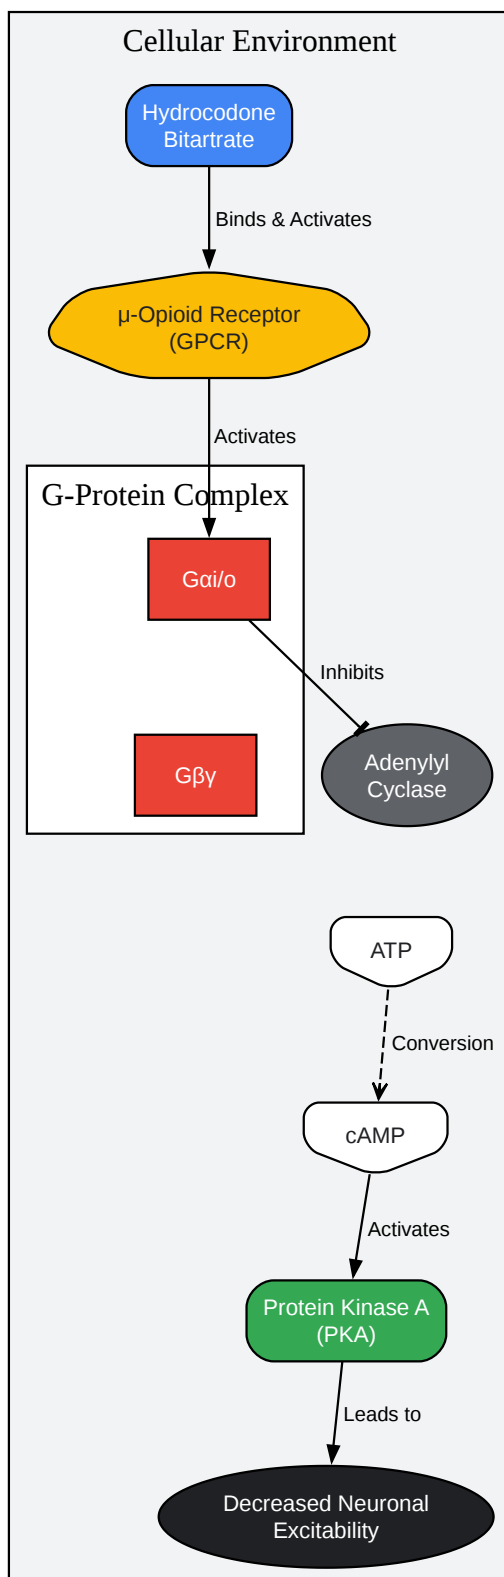 Cellular Environment
Hydrocodone
Bitartrate
Binds & Activates
μ-Opioid Receptor
(GPCR)
Activates
G-Protein Complex
Gαi/o
Inhibits
Gβγ
Adenylyl
Cyclase
ATP
Conversion
cAMP
Activates
Protein Kinase A
(PKA)
Leads to
Decreased Neuronal
Excitability